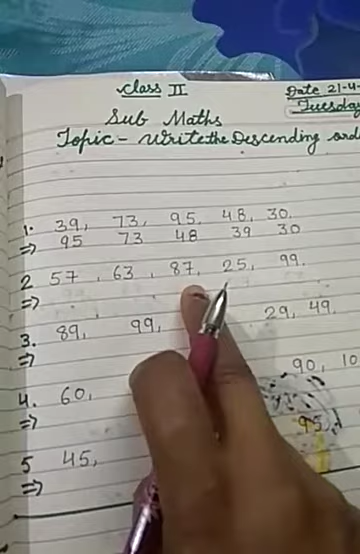 Class II
Date 21-4-
Tuesday
Sub Maths
Topic - Write the Descending ord
1. 39, 73, 95, 48, 30.
⇒ 95 73 48 39 30
2 57, 63, 87, 25, 99.
⇒
3. 89, 99, 29, 49.
⇒
4. 60, 90, 10
⇒ 95,
5 45,
⇒